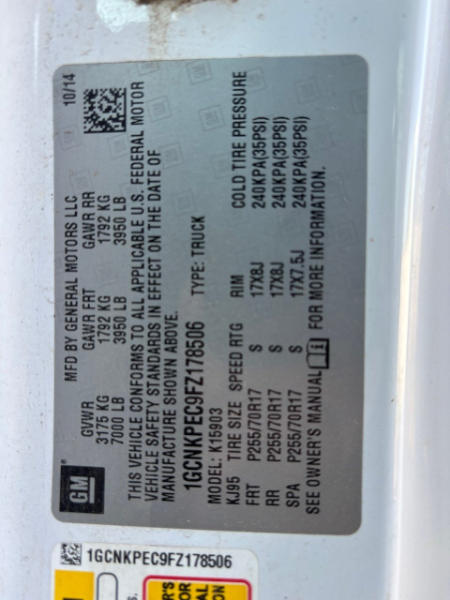 GM
MFD BY GENERAL MOTORS LLC 10/14
GVWR GAWR FRT GAWR RR
3175 KG 1792 KG 1792 KG
7000 LB 3950 LB 3950 LB
THIS VEHICLE CONFORMS TO ALL APPLICABLE U.S. FEDERAL MOTOR
VEHICLE SAFETY STANDARDS IN EFFECT ON THE DATE OF
MANUFACTURE SHOWN ABOVE.
1GCNKPEC9FZ178506 TYPE: TRUCK
MODEL: K15903
KJ95 TIRE SIZE SPEED RTG RIM COLD TIRE PRESSURE
FRT P255/70R17 S 17X8J 240KPA(35PSI)
RR P255/70R17 S 17X8J 240KPA(35PSI)
SPA P255/70R17 S 17X7.5J 240KPA(35PSI)
SEE OWNER'S MANUAL FOR MORE INFORMATION.
1GCNKPEC9FZ178506